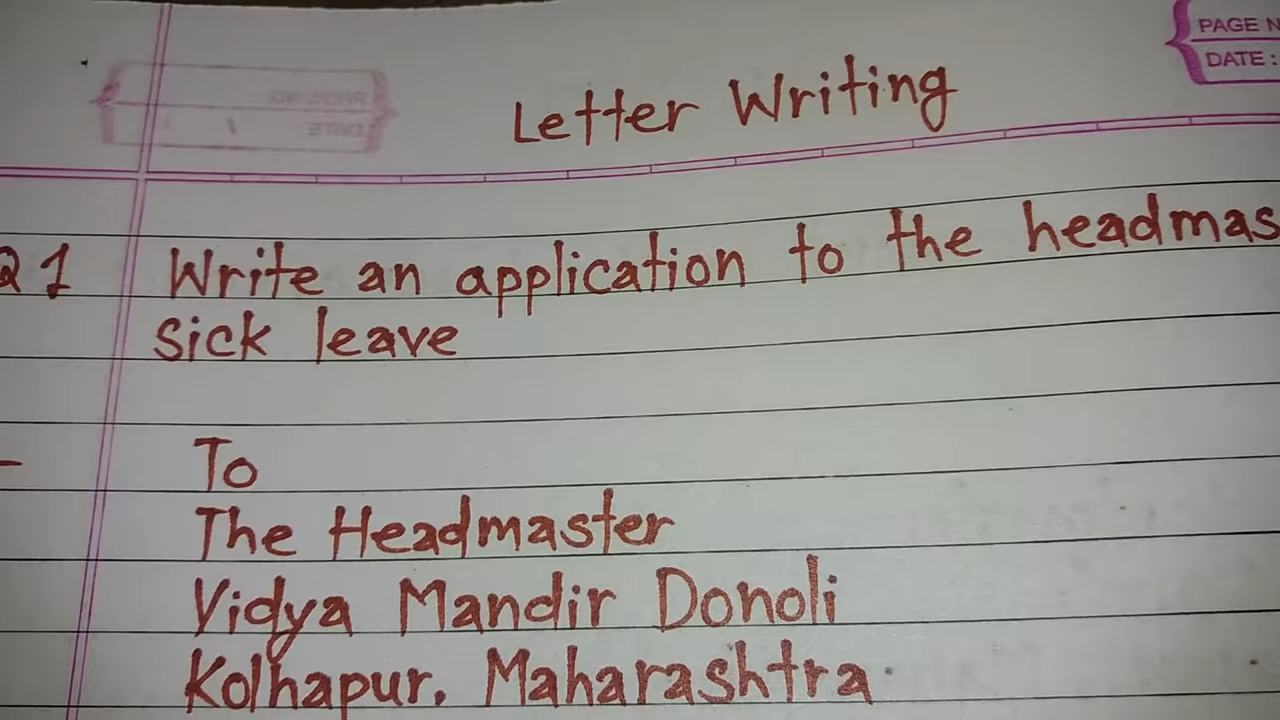 PAGE N
DATE:
Letter Writing
Q1 Write an application to the headmas
sick leave
To
The Headmaster
Vidya Mandir Donoli
Kolhapur, Maharashtra.